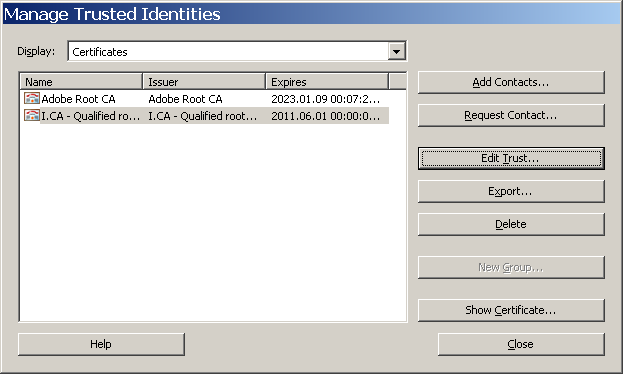 Manage Trusted Identities
Display: Certificates
Name Issuer Expires
Adobe Root CA Adobe Root CA 2023.01.09 00:07:2...
I.CA - Qualified ro... I.CA - Qualified root... 2011.06.01 00:00:0...
Add Contacts...
Request Contact...
Edit Trust...
Export...
Delete
New Group...
Show Certificate...
Help
Close